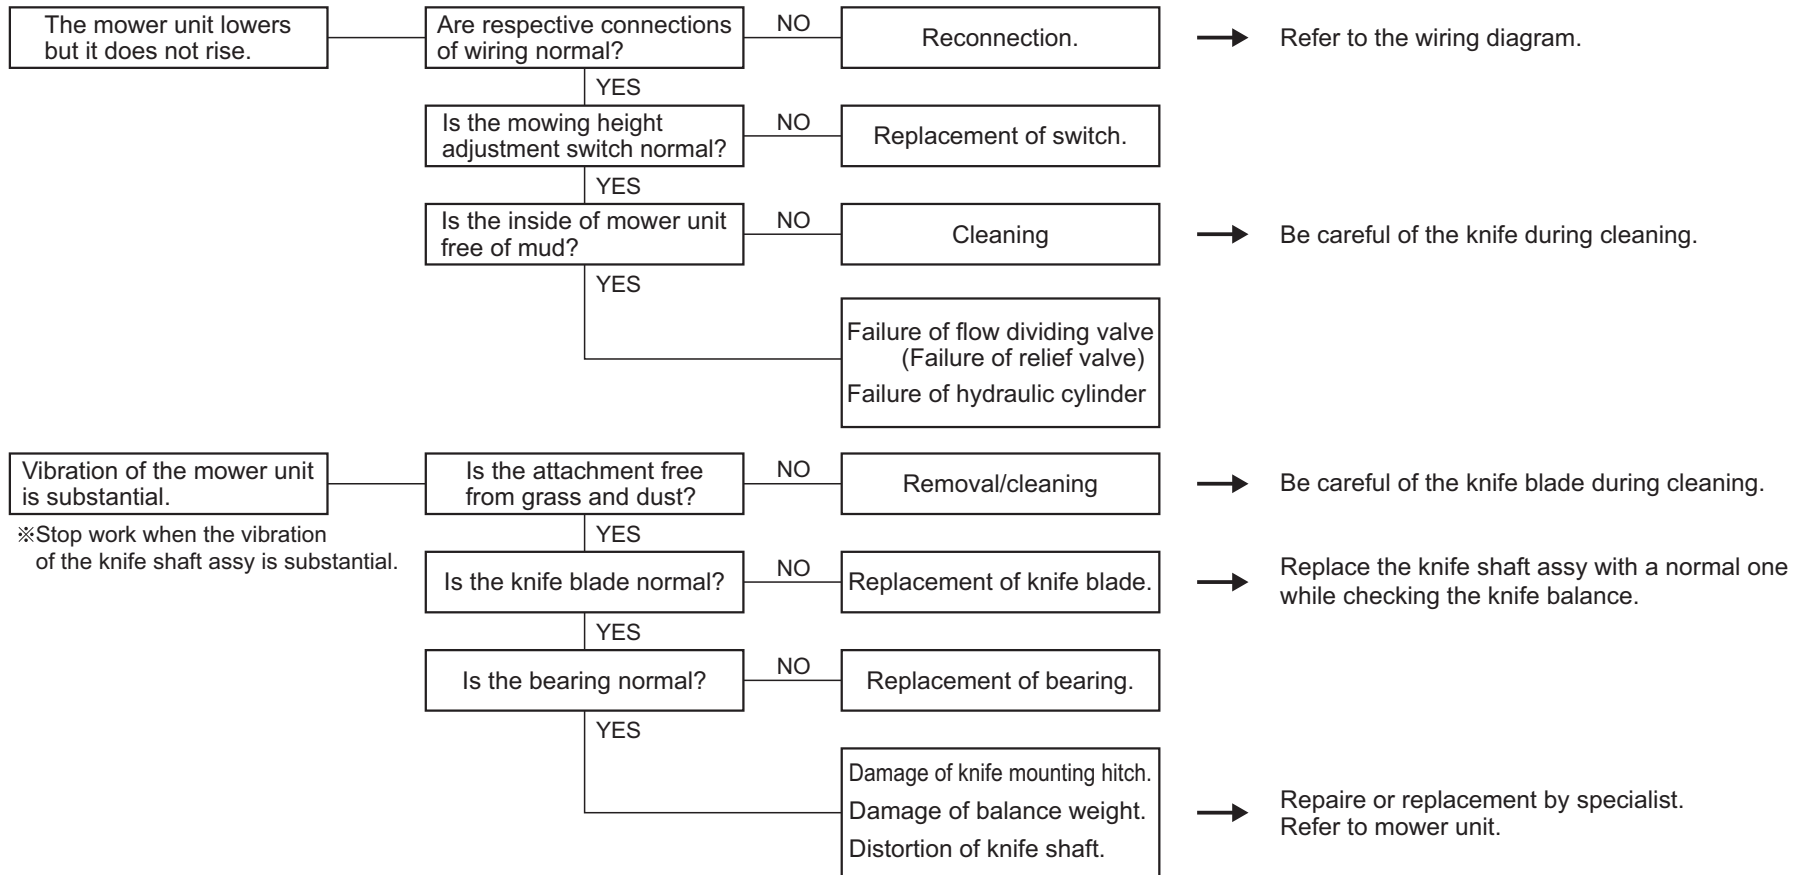 The mower unit lowers
but it does not rise.
Are respective connections
of wiring normal?
NO
Reconnection.
Refer to the wiring diagram.
YES
Is the mowing height
adjustment switch normal?
NO
Replacement of switch.
YES
Is the inside of mower unit
free of mud?
NO
Cleaning
Be careful of the knife during cleaning.
YES
Failure of flow dividing valve
(Failure of relief valve)
Failure of hydraulic cylinder
Vibration of the mower unit
is substantial.
※Stop work when the vibration
of the knife shaft assy is substantial.
Is the attachment free
from grass and dust?
NO
Removal/cleaning
Be careful of the knife blade during cleaning.
YES
Is the knife blade normal?
NO
Replacement of knife blade.
Replace the knife shaft assy with a normal one
while checking the knife balance.
YES
Is the bearing normal?
NO
Replacement of bearing.
YES
Damage of knife mounting hitch.
Damage of balance weight.
Distortion of knife shaft.
Repaire or replacement by specialist.
Refer to mower unit.